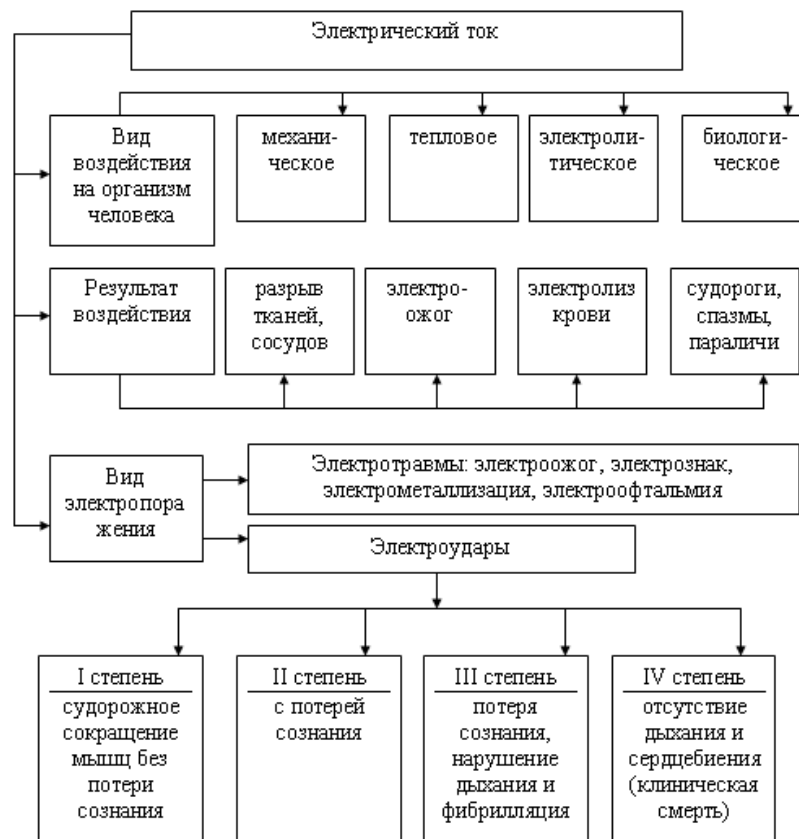 Электрический ток
Вид
воздействия
на организм
человека
механи-
ческое
тепловое
электроли-
тическое
биологи-
ческое
Результат
воздействия
разрыв
тканей,
сосудов
электро-
ожог
электролиз
крови
судороги,
спазмы,
параличи
Вид
электропора
жения
Электротравмы: электроожог, электрознак,
электрометаллизация, электроофтальмия
Электроудары
I степень
судорожное
сокращение
мышц без
потери
сознания
II степень
с потерей
сознания
III степень
потеря
сознания,
нарушение
дыхания и
фибрилляция
IV степень
отсутствие
дыхания и
сердцебиения
(клиническая
смерть)